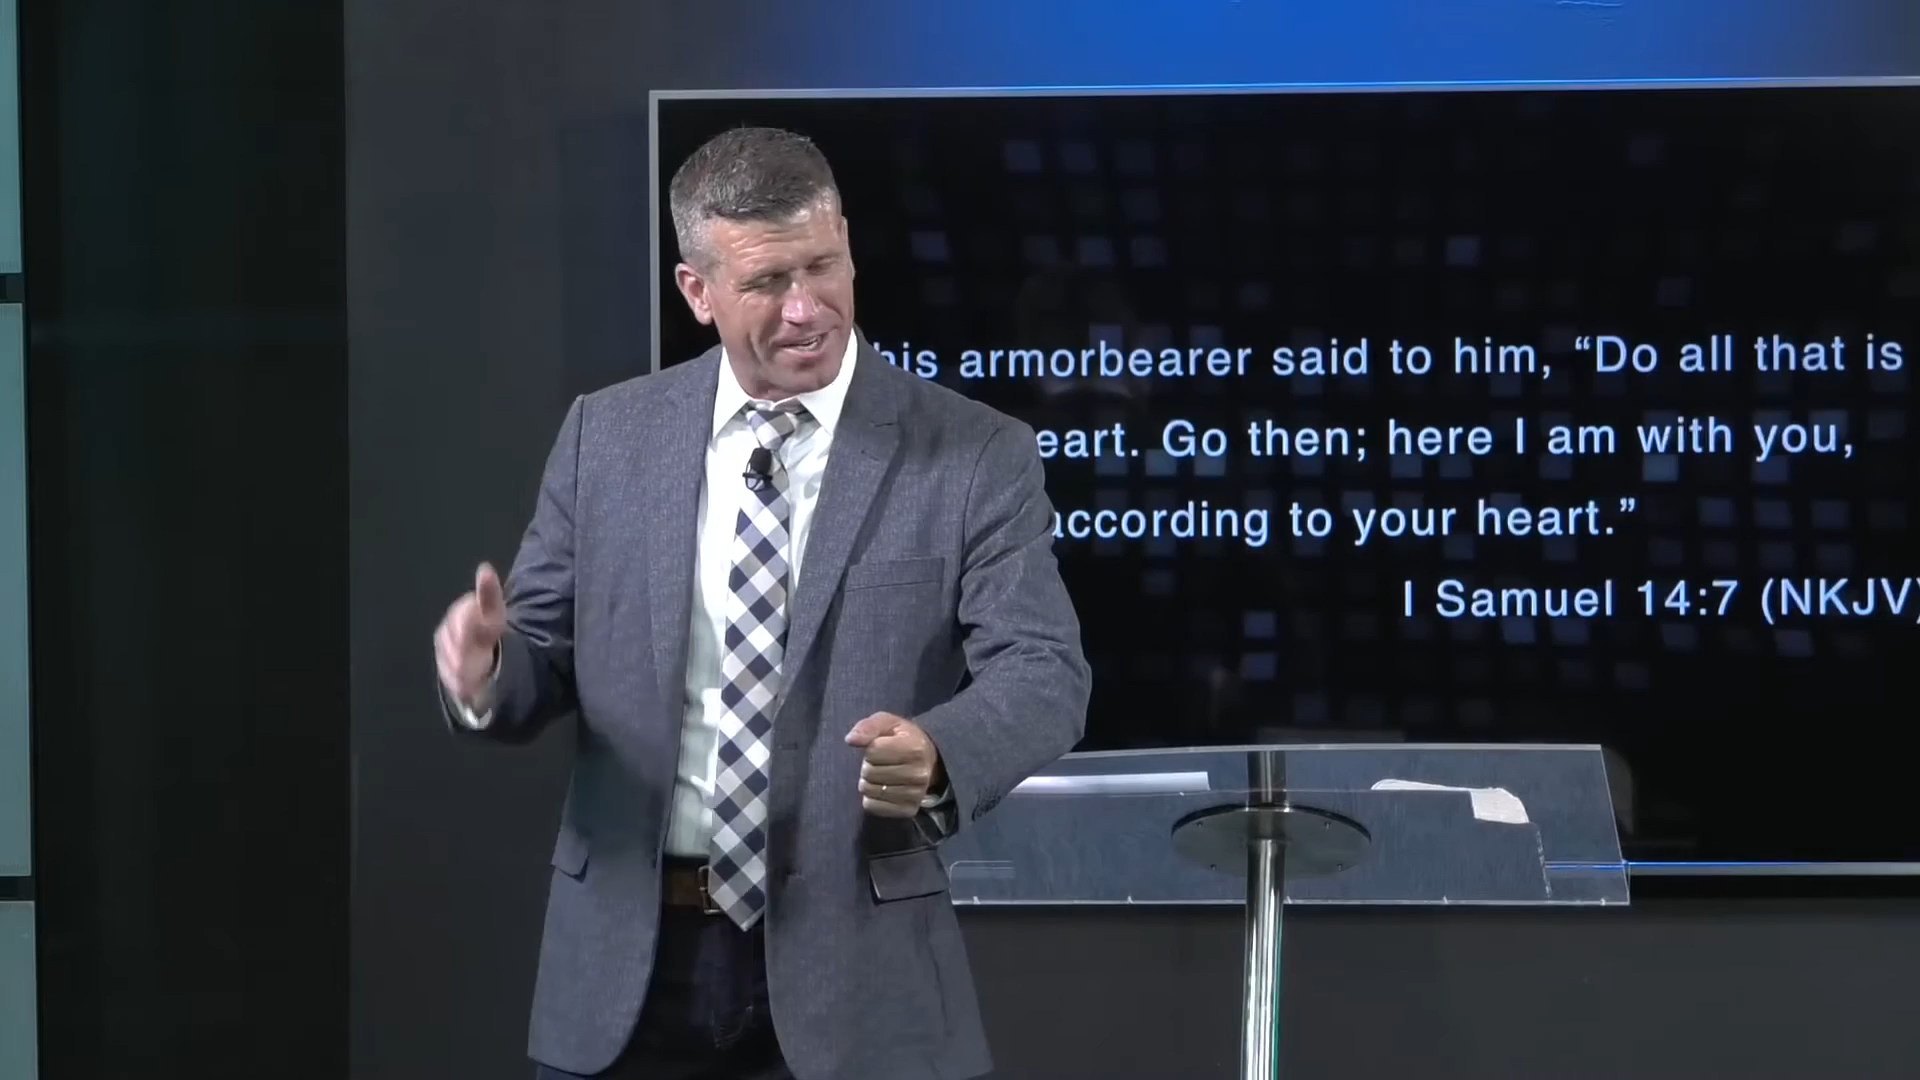 his armorbearer said to him, “Do all that is
eart. Go then; here I am with you,
according to your heart.”
I Samuel 14:7 (NKJV)